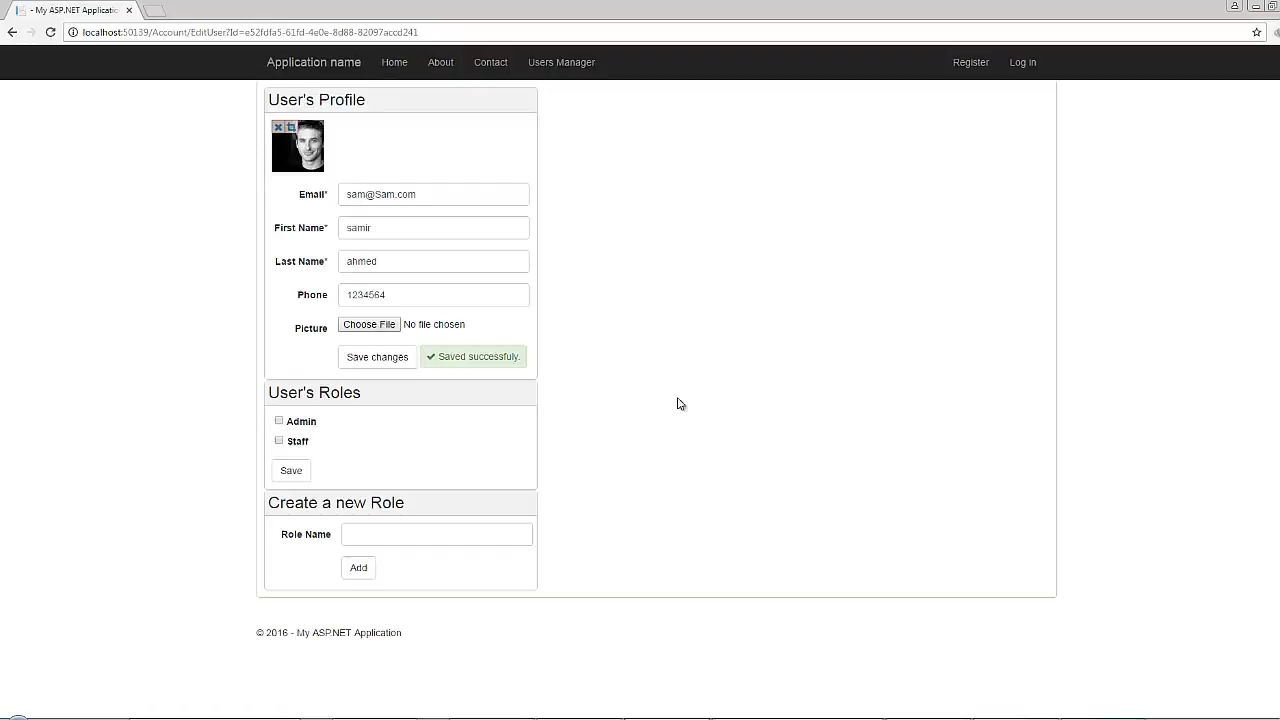 - My ASP.NET Applicatic
localhost:50139/Account/EditUser?Id=e52fdfa5-61fd-4e0e-8d88-82097accd241
Application name Home About Contact Users Manager Register Log in
User's Profile
Email* sam@Sam.com
First Name* samir
Last Name* ahmed
Phone 1234564
Picture Choose File No file chosen
Save changes Saved successfuly.
User's Roles
Admin
Staff
Save
Create a new Role
Role Name
Add
© 2016 - My ASP.NET Application